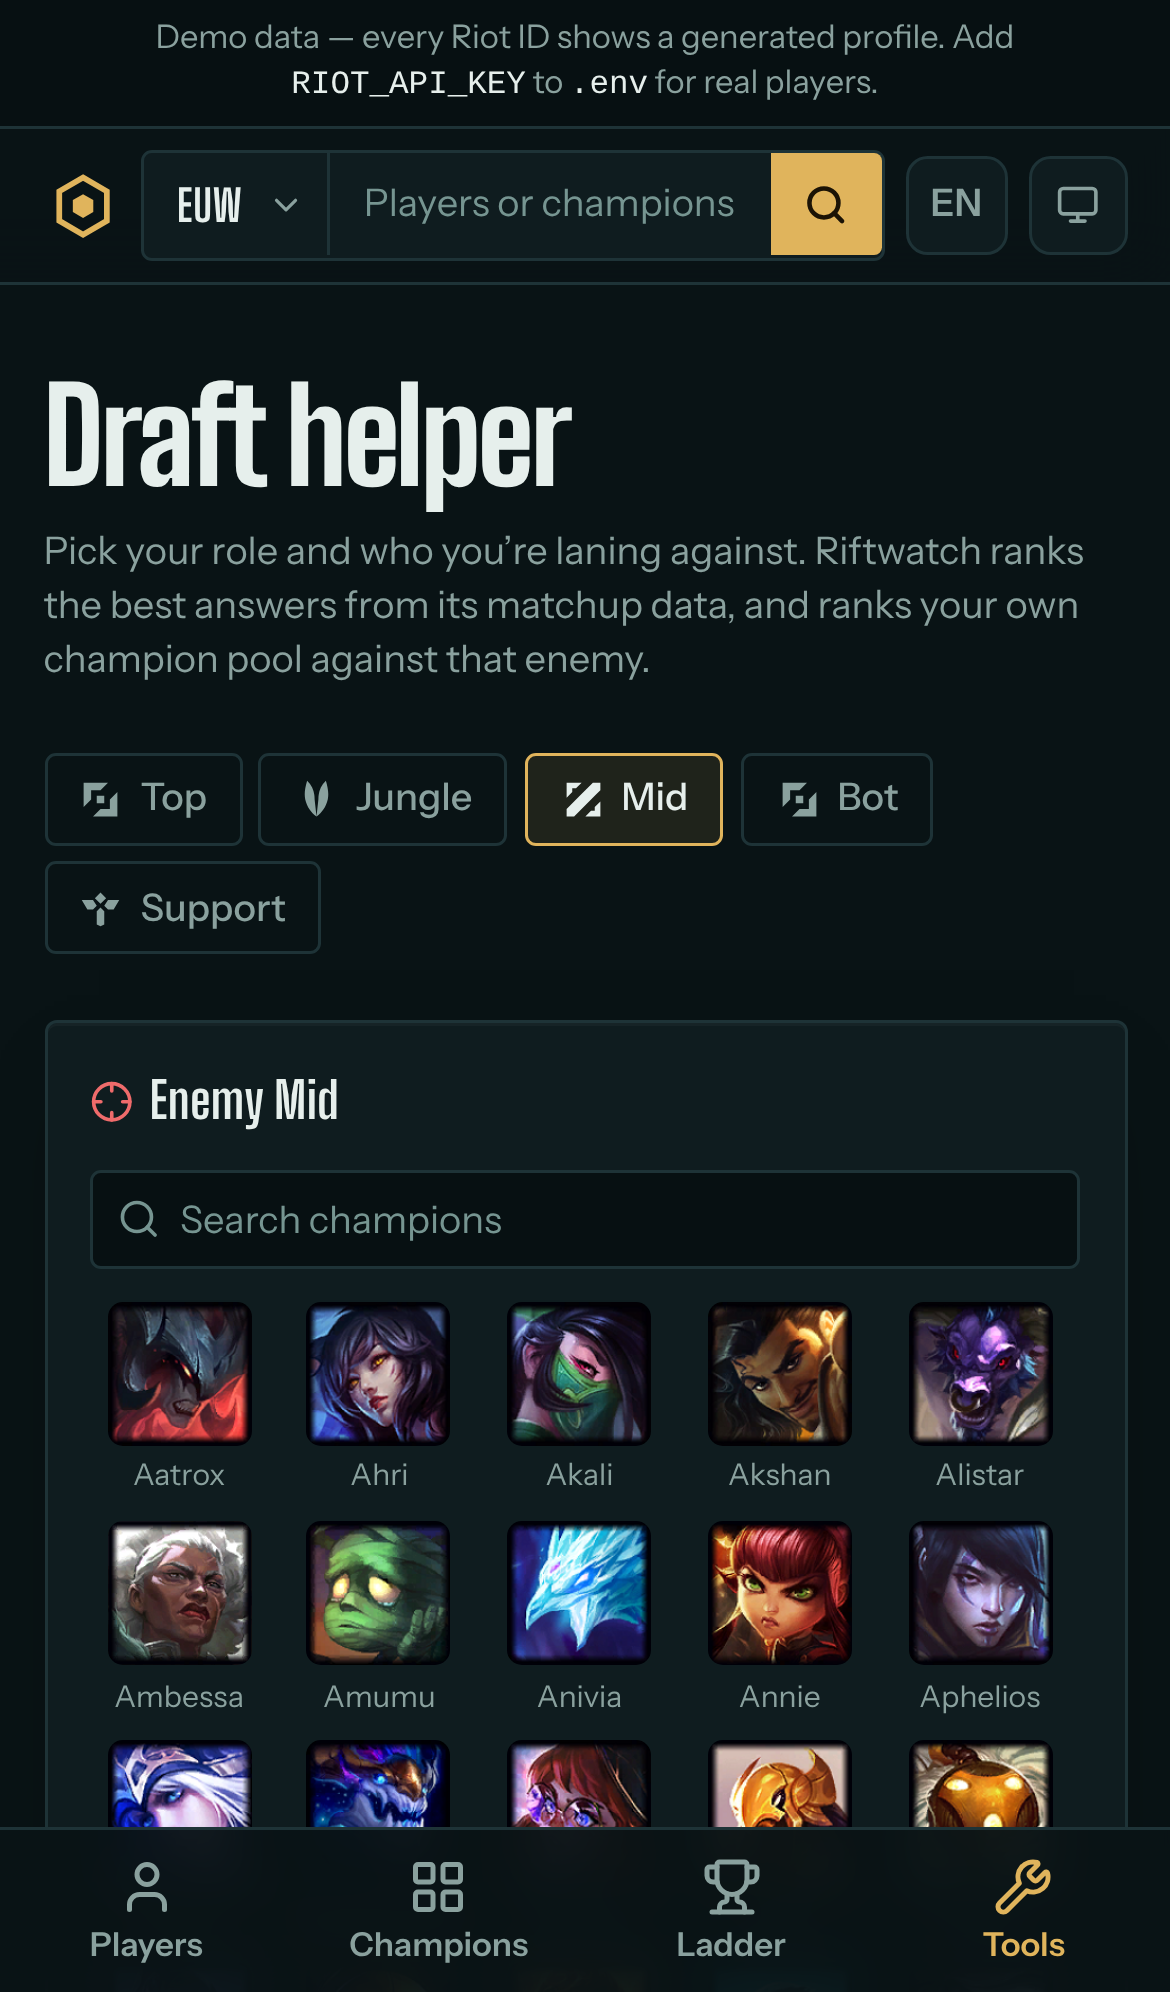 Demo data — every Riot ID shows a generated profile. Add
RIOT_API_KEY to .env for real players.
EUW
Players or champions
EN
Draft helper
Pick your role and who you’re laning against. Riftwatch ranks
the best answers from its matchup data, and ranks your own
champion pool against that enemy.
Top
Jungle
Mid
Bot
Support
Enemy Mid
Search champions
Aatrox
Ahri
Akali
Akshan
Alistar
Ambessa
Amumu
Anivia
Annie
Aphelios
Players
Champions
Ladder
Tools